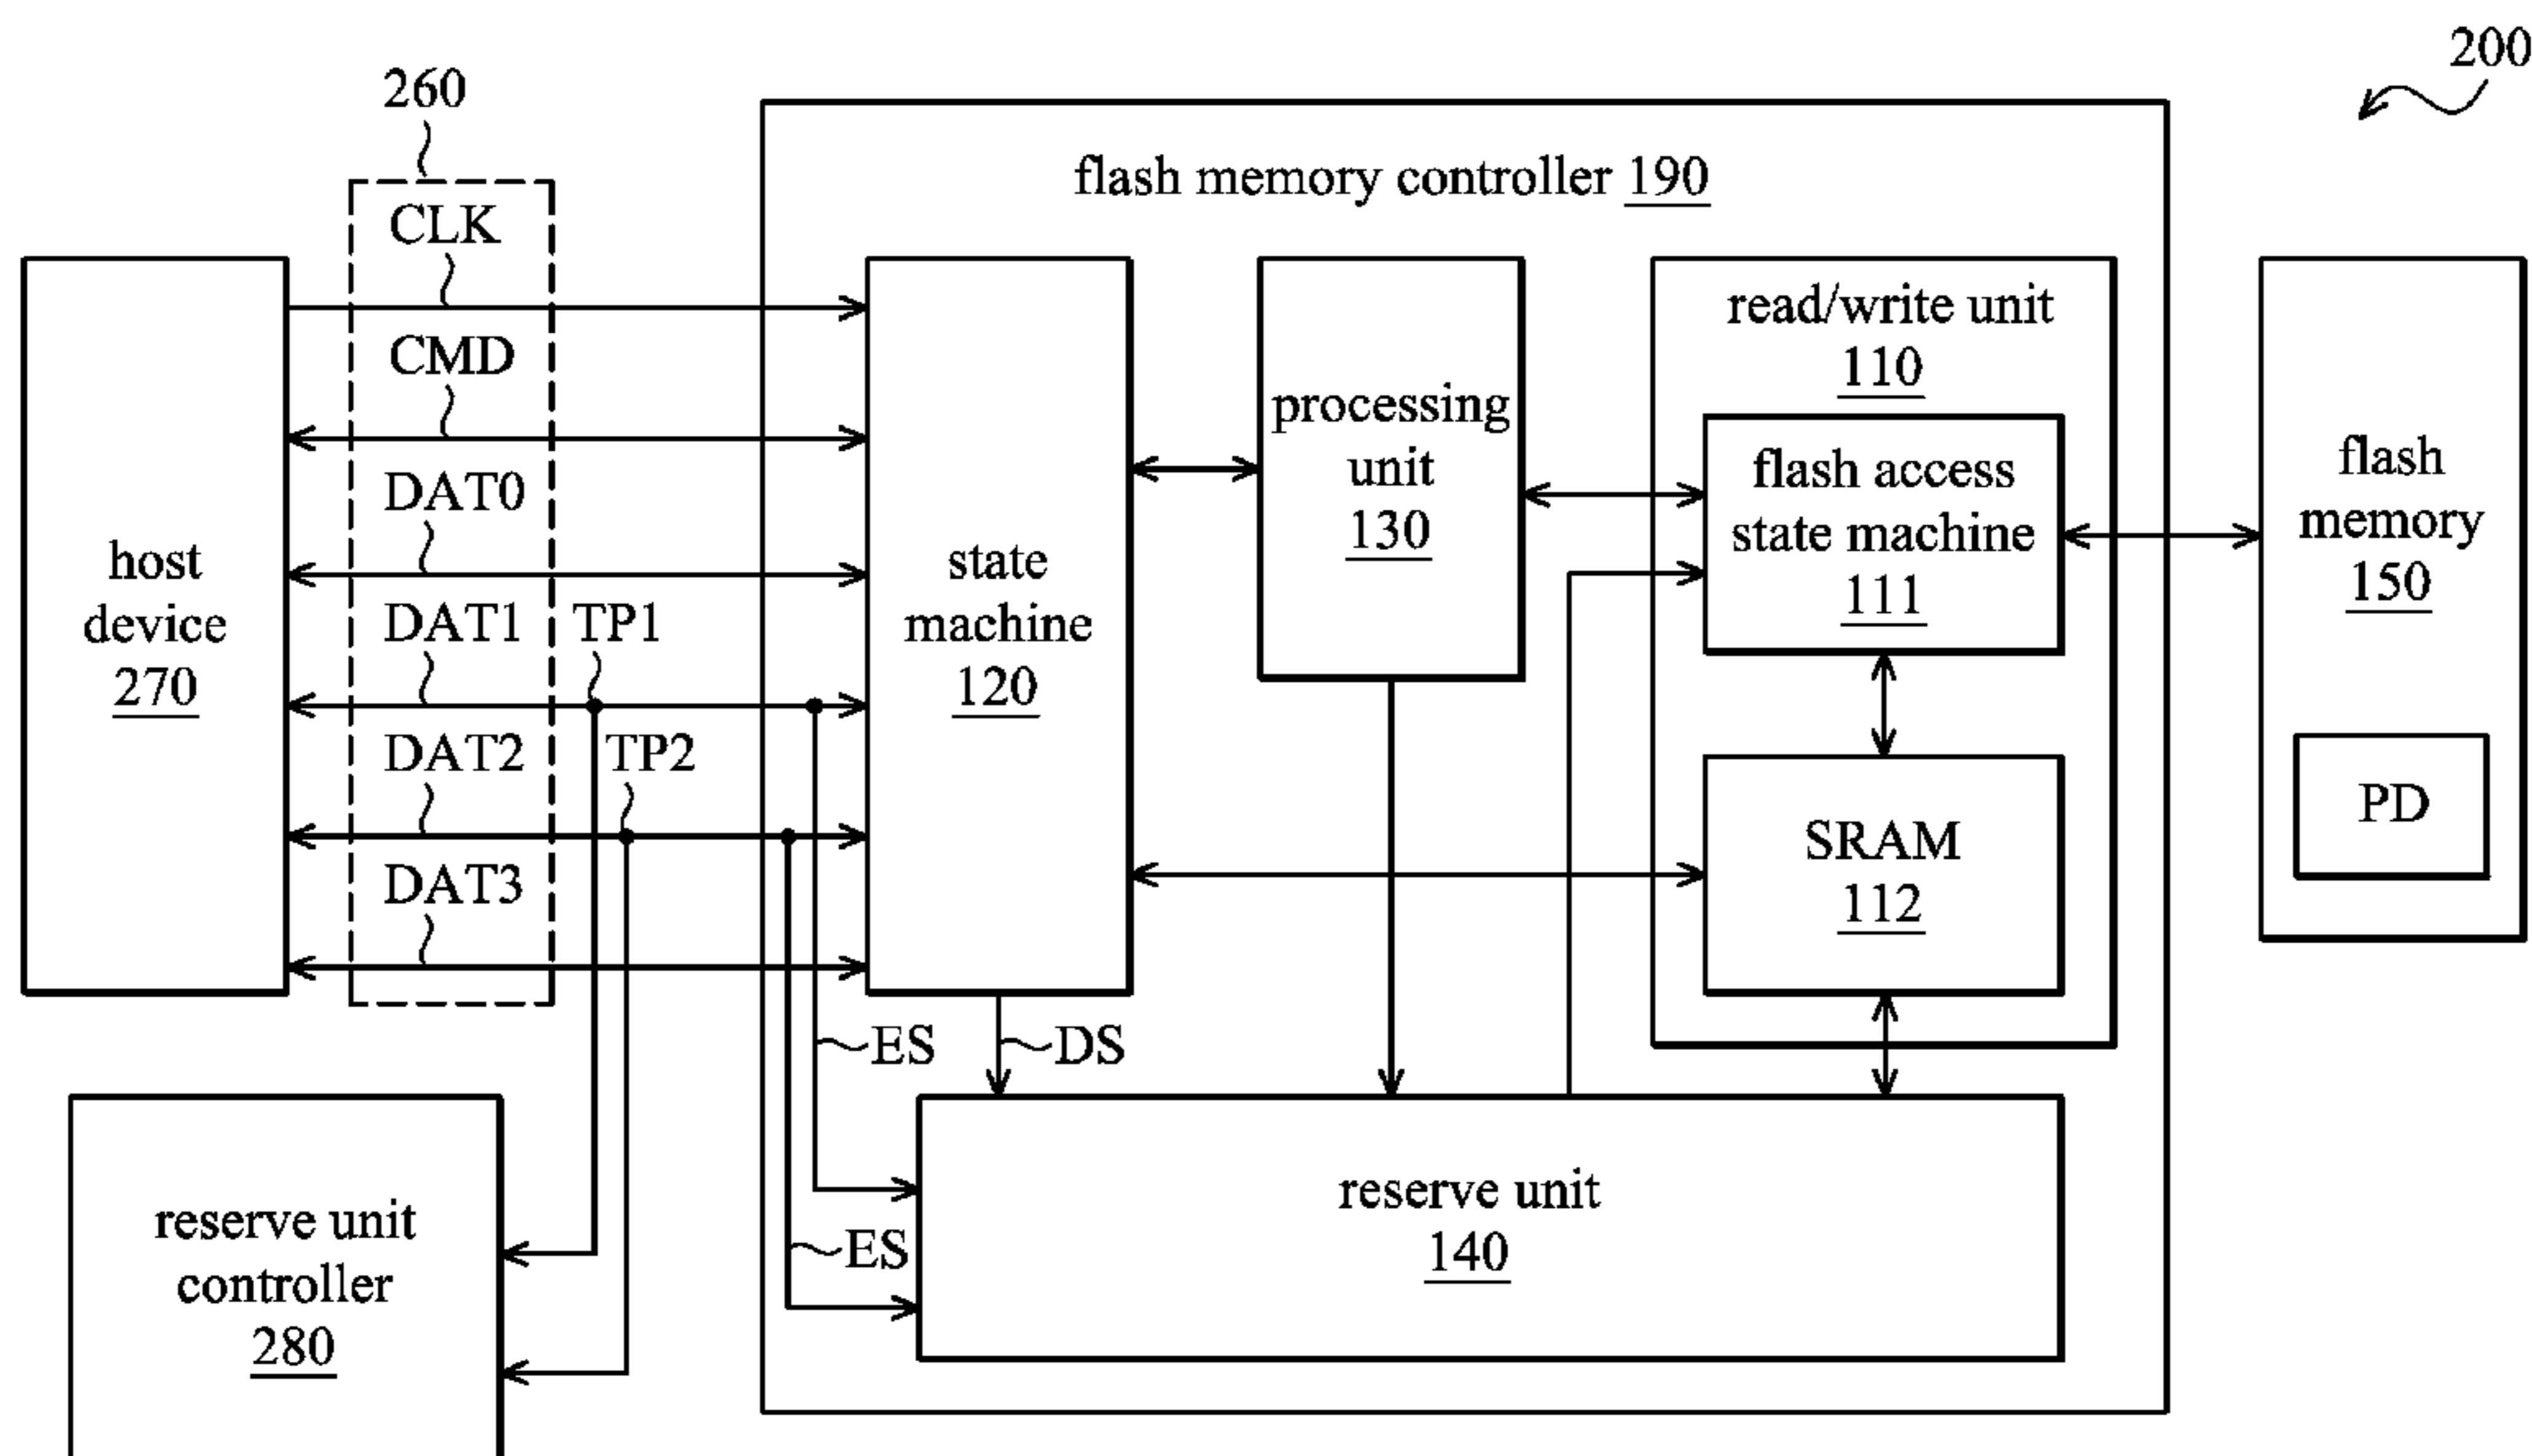 200
260
flash memory controller 190
CLK
CMD
DAT0
DAT1
TP1
DAT2
TP2
DAT3
host
device
270
state
machine
120
processing
unit
130
read/write unit
110
flash access
state machine
111
SRAM
112
flash
memory
150
PD
ES
DS
ES
reserve unit
140
reserve unit
controller
280